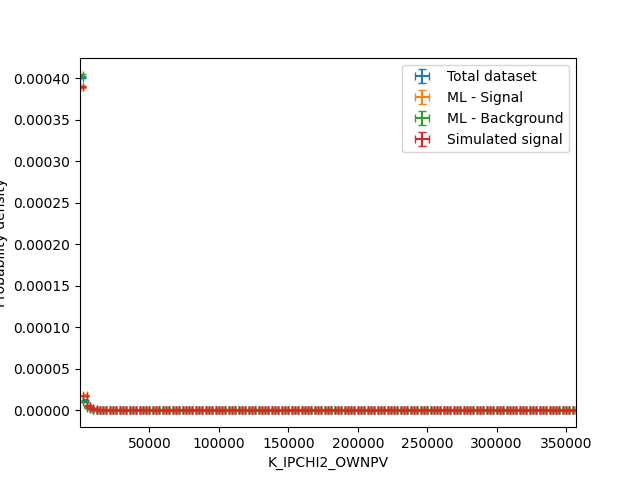 Total dataset
ML - Signal
ML - Background
Simulated signal
0.00040
0.00035
0.00030
0.00025
0.00020
0.00015
0.00010
0.00005
0.00000
Probability density
50000 100000 150000 200000 250000 300000 350000
K_IPCHI2_OWNPV